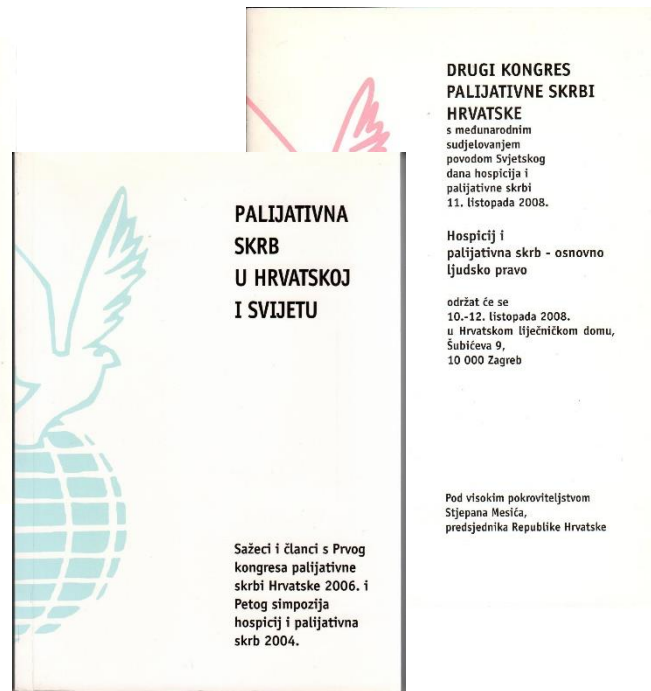 DRUGI KONGRES
PALIJATIVNE SKRBI
HRVATSKE
s međunarodnim
sudjelovanjem
povodom Svjetskog
dana hospicija i
palijativne skrbi
11. listopada 2008.
Hospicij i
palijativna skrb - osnovno
ljudsko pravo
održat će se
10.-12. listopada 2008.
u Hrvatskom liječničkom domu,
Šubićeva 9,
10 000 Zagreb
Pod visokim pokroviteljstvom
Stjepana Mesića,
predsjednika Republike Hrvatske
PALIJATIVNA
SKRB
U HRVATSKOJ
I SVIJETU
Sažeci i članci s Prvog
kongresa palijativne
skrbi Hrvatske 2006. i
Petog simpozija
hospicij i palijativna
skrb 2004.